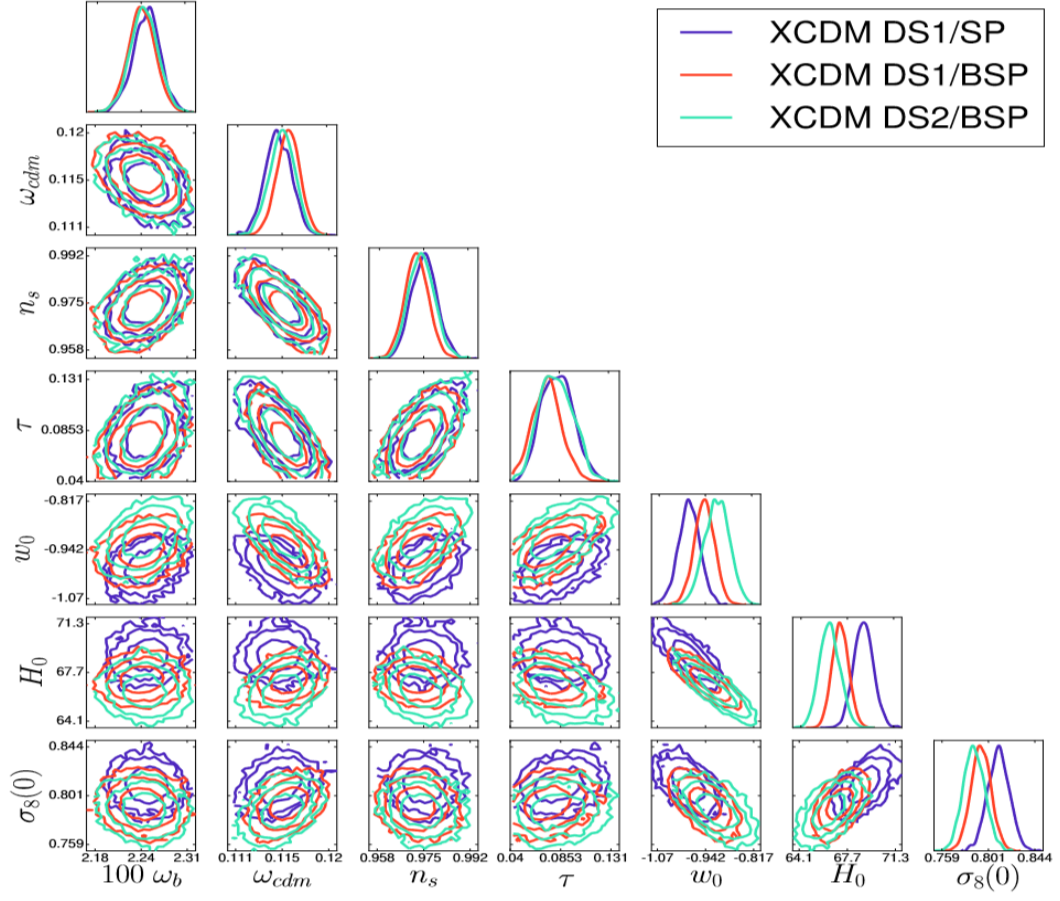 XCDM DS1/SP
XCDM DS1/BSP
XCDM DS2/BSP
0.12
0.115
0.111
ω_cdm
0.992
0.975
0.958
n_s
0.131
0.0853
0.04
τ
-0.817
-0.942
-1.07
w_0
71.3
67.7
64.1
H_0
0.844
0.801
0.759
σ_8(0)
2.18 2.24 2.31 0.111 0.115 0.12 0.958 0.975 0.992 0.04 0.0853 0.131 -1.07 -0.942 -0.817 64.1 67.7 71.3 0.759 0.801 0.844
100 ω_b ω_cdm n_s τ w_0 H_0 σ_8(0)